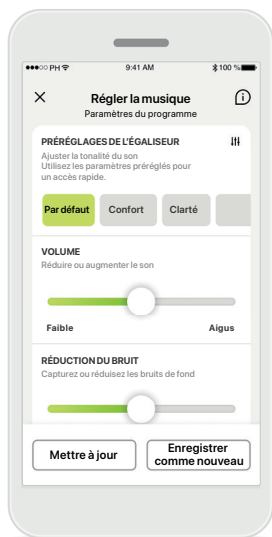 PH
9:41 AM
100 %
Régler la musique
Paramètres du programme
PRÉRÉGLAGES DE L'ÉGALISEUR
Ajuster la tonalité du son
Utilisez les paramètres préréglés pour
un accès rapide.
Par défaut Confort Clarté
VOLUME
Réduire ou augmenter le son
Faible Aigus
RÉDUCTION DU BRUIT
Capturez ou réduisez les bruits de fond
Mettre à jour
Enregistrer
comme nouveau